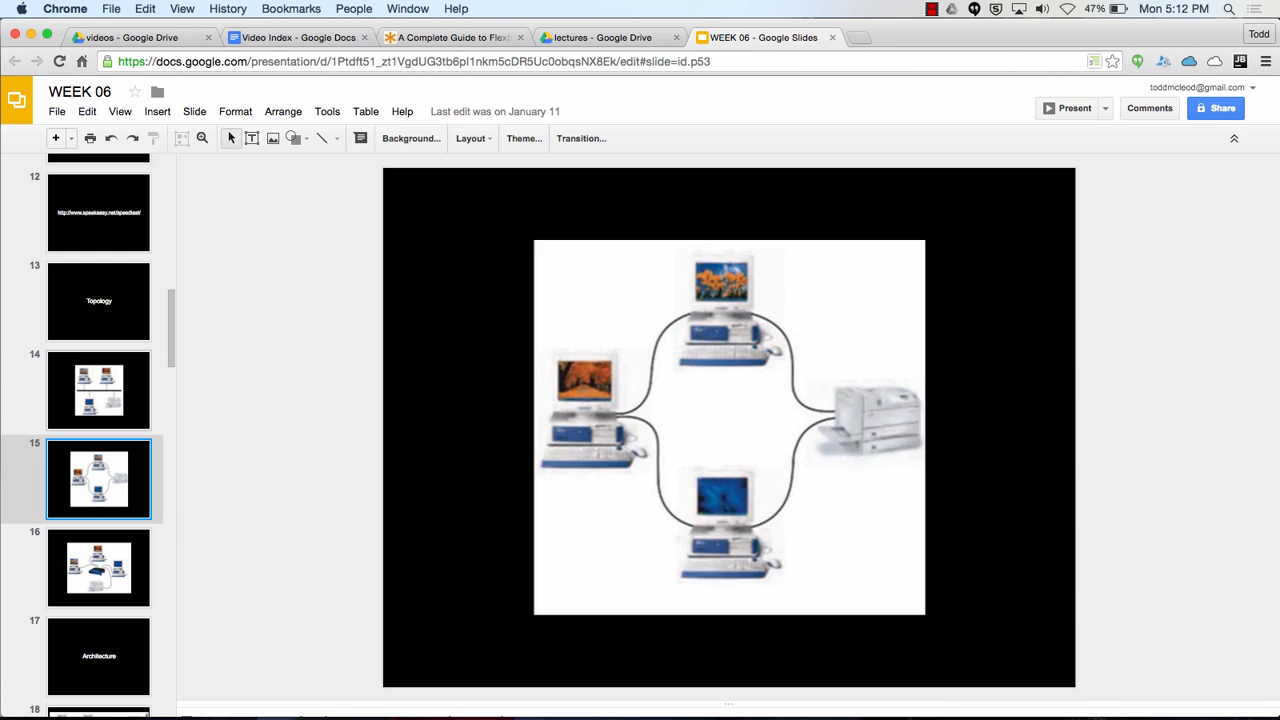 Chrome File Edit View History Bookmarks People Window Help
47% Mon 5:12 PM
videos - Google Drive
Video Index - Google Docs
A Complete Guide to Flex
lectures - Google Drive
WEEK 06 - Google Slides
Todd
https://docs.google.com/presentation/d/1Ptdft51_zt1VgdUG3tb6pl1nkm5cDR5Uc0obqsNX8Ek/edit#slide=id.p53
WEEK 06
toddmcleod@gmail.com
File Edit View Insert Slide Format Arrange Tools Table Help Last edit was on January 11
Present Comments Share
Background... Layout Theme... Transition...
12
http://www.speakeasy.net/speedtest/
13
Topology
14
15
16
17
Architecture
18